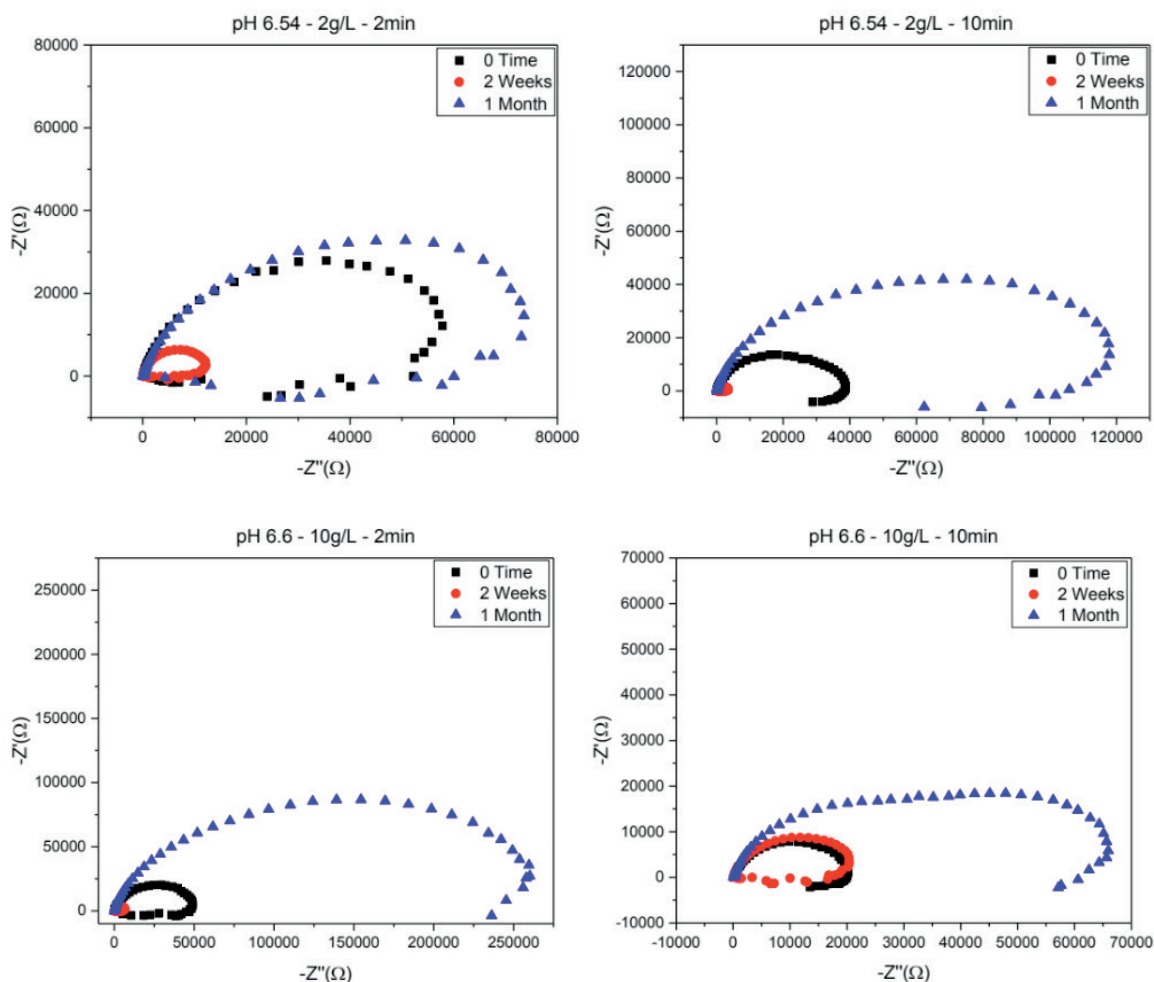 pH 6.54 - 2g/L - 2min
80000
60000
40000
20000
0
-Z'(Ω)
0 Time
2 Weeks
1 Month
0 20000 40000 60000 80000
-Z"(Ω)
pH 6.54 - 2g/L - 10min
120000
100000
80000
60000
40000
20000
0
-Z'(Ω)
0 Time
2 Weeks
1 Month
0 20000 40000 60000 80000 100000 120000
-Z"(Ω)
pH 6.6 - 10g/L - 2min
250000
200000
150000
100000
50000
0
-Z'(Ω)
0 Time
2 Weeks
1 Month
0 50000 100000 150000 200000 250000
-Z"(Ω)
pH 6.6 - 10g/L - 10min
70000
60000
50000
40000
30000
20000
10000
0
-10000
-Z'(Ω)
0 Time
2 Weeks
1 Month
-10000 0 10000 20000 30000 40000 50000 60000 70000
-Z"(Ω)